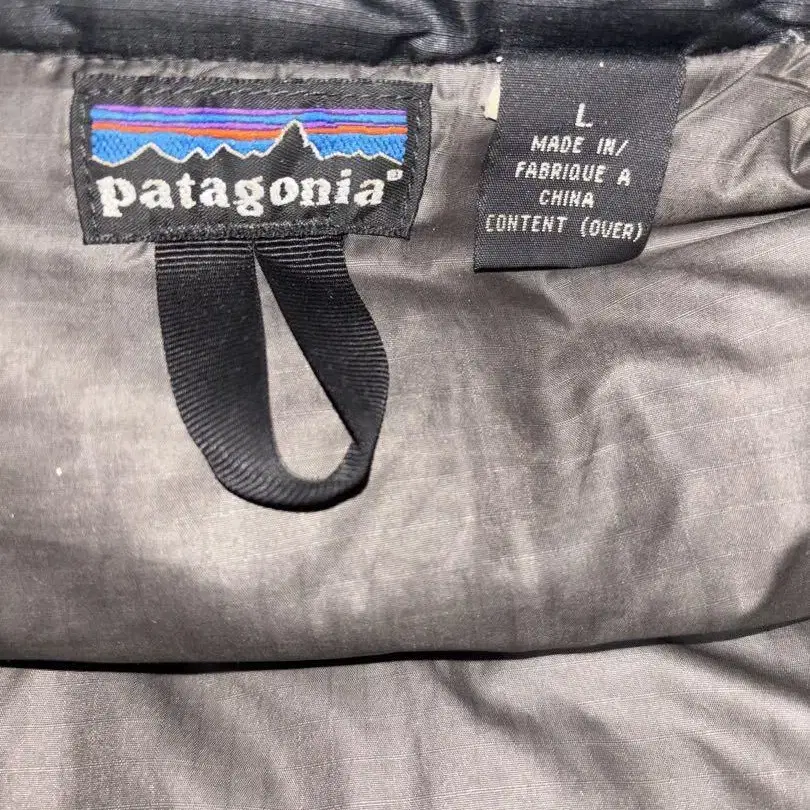 patagonia®
L
MADE IN/
FABRIQUE A
CHINA
CONTENT (OVER)